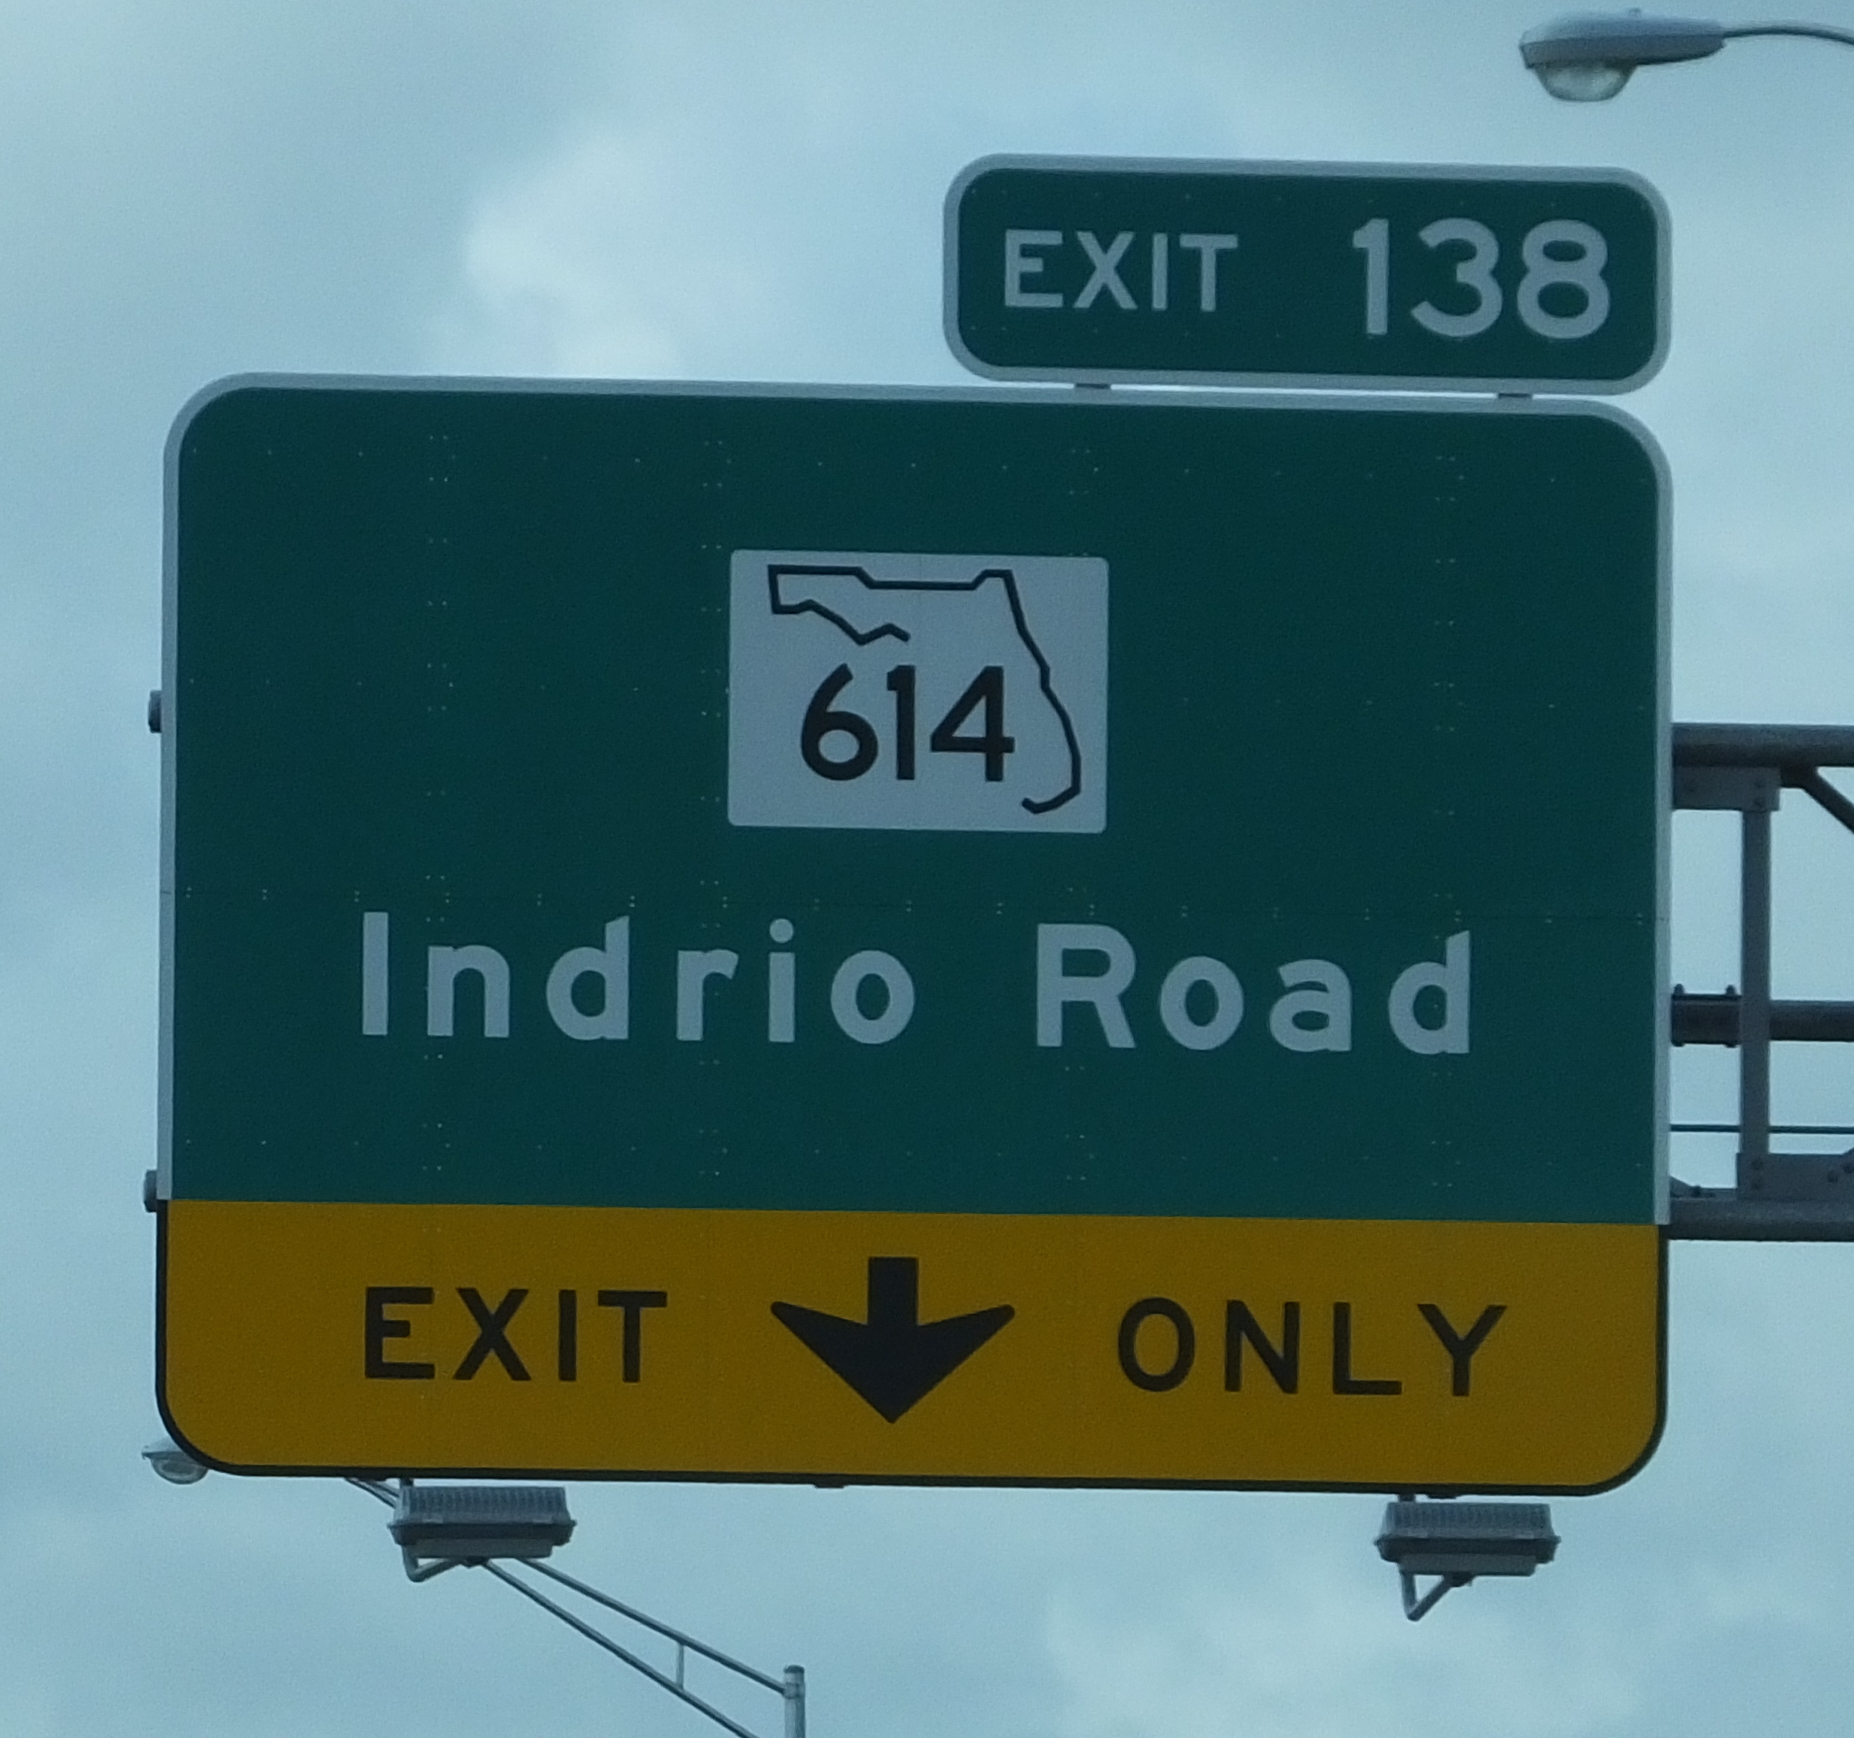 EXIT 138
614
Indrio Road
EXIT ONLY